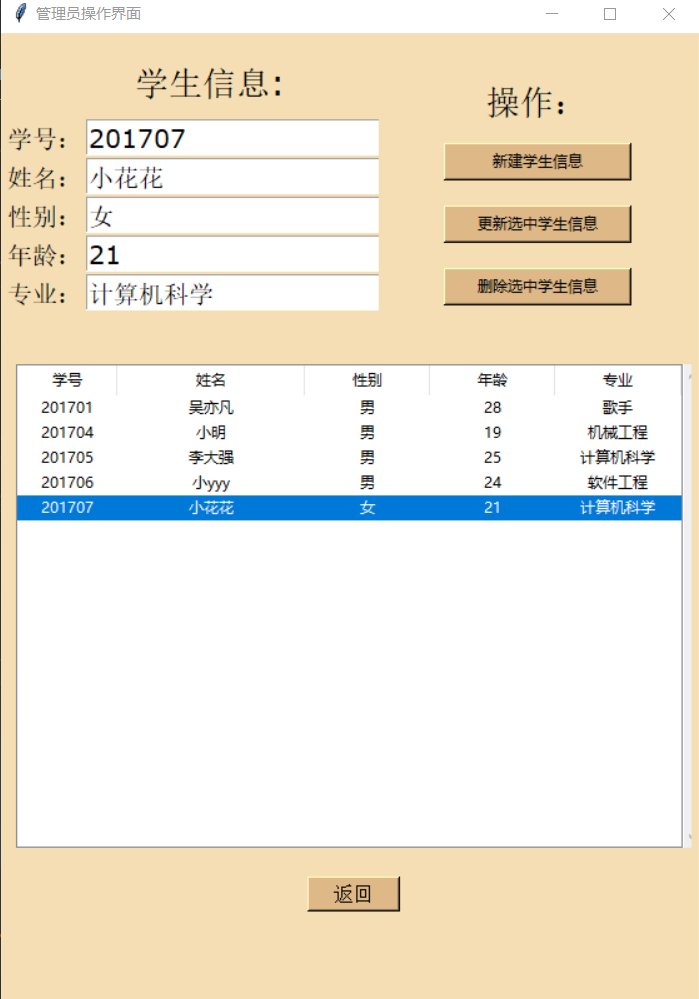 管理员操作界面
学生信息:
操作：
学号： 201707
新建学生信息
姓名： 小花花
性别： 女
更新选中学生信息
年龄： 21
专业： 计算机科学
删除选中学生信息
学号 姓名 性别 年龄 专业
201701 吴亦凡 男 28 歌手
201704 小明 男 19 机械工程
201705 李大强 男 25 计算机科学
201706 小yyy 男 24 软件工程
201707 小花花 女 21 计算机科学
返回